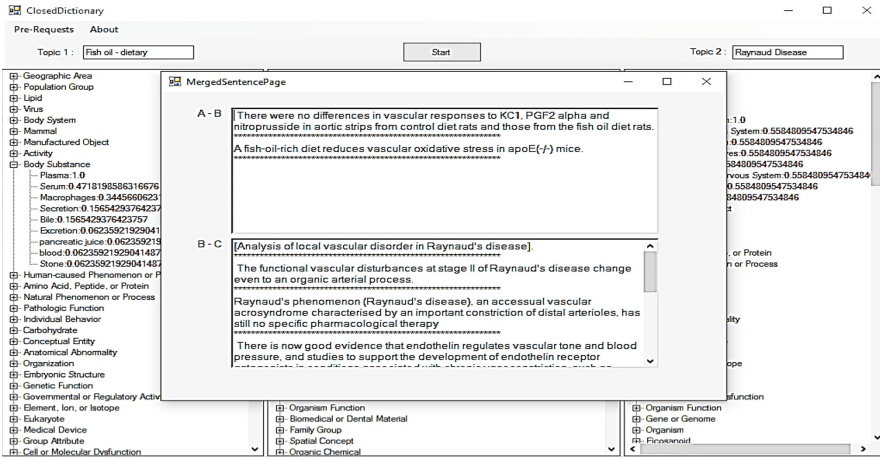 ClosedDictionary
Pre-Requests About
Topic 1 : Fish oil - dietary
Start
Topic 2 : Raynaud Disease
Geographic Area
Population Group
Lipid
Virus
Body System
Mammal
Manufactured Object
Activity
Body Substance
Plasma:1.0
Serum:0.4718198586316676
Macrophages:0.34456606231
Secretion:0.1565429376423
Bile:0.1565429376423757
Excretion:0.06235921929041
pancreatic juice:0.062359219
blood:0.06235921929041487
Stone:0.06235921929041487
Human-caused Phenomenon or P
Amino Acid, Peptide, or Protein
Natural Phenomenon or Process
Pathologic Function
Individual Behavior
Carbohydrate
Conceptual Entity
Anatomical Abnormality
Organization
Embryonic Structure
Genetic Function
Governmental or Regulatory Activ
Element, Ion, or Isotope
Eukaryote
Medical Device
Group Attribute
Cell or Molecular Dysfunction
MergedSentencePage
A - B
There were no differences in vascular responses to KC1, PGF2 alpha and
nitroprusside in aortic strips from control diet rats and those from the fish oil diet rats.
A fish-oil-rich diet reduces vascular oxidative stress in apoE(-/-) mice.
B - C
[Analysis of local vascular disorder in Raynaud's disease].
The functional vascular disturbances at stage II of Raynaud's disease change
even to an organic arterial process.
Raynaud's phenomenon (Raynaud's disease), an accessual vascular
acrosyndrome characterised by an important constriction of distal arterioles, has
still no specific pharmacological therapy
There is now good evidence that endothelin regulates vascular tone and blood
pressure, and studies to support the development of endothelin receptor
Organism Function
Biomedical or Dental Material
Family Group
Spatial Concept
Organic Chemical
:1.0
System:0.5584809547534846
:0.5584809547534846
res:0.5584809547534846
rvous System:0.5584809547534846
0.5584809547534846
84809547534846
, or Protein
n or Process
ality
ope
sfunction
Organism Function
Gene or Genome
Organism
Eicosanoid